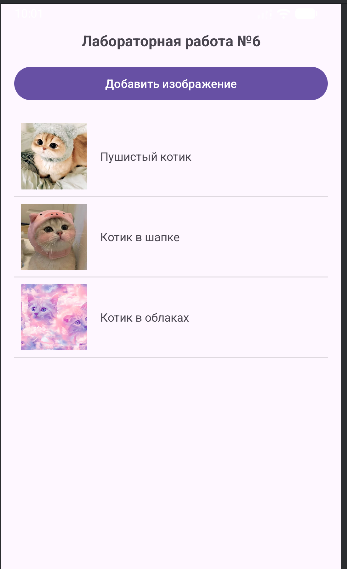 Лабораторная работа №6
Добавить изображение
Пушистый котик
Котик в шапке
Котик в облаках